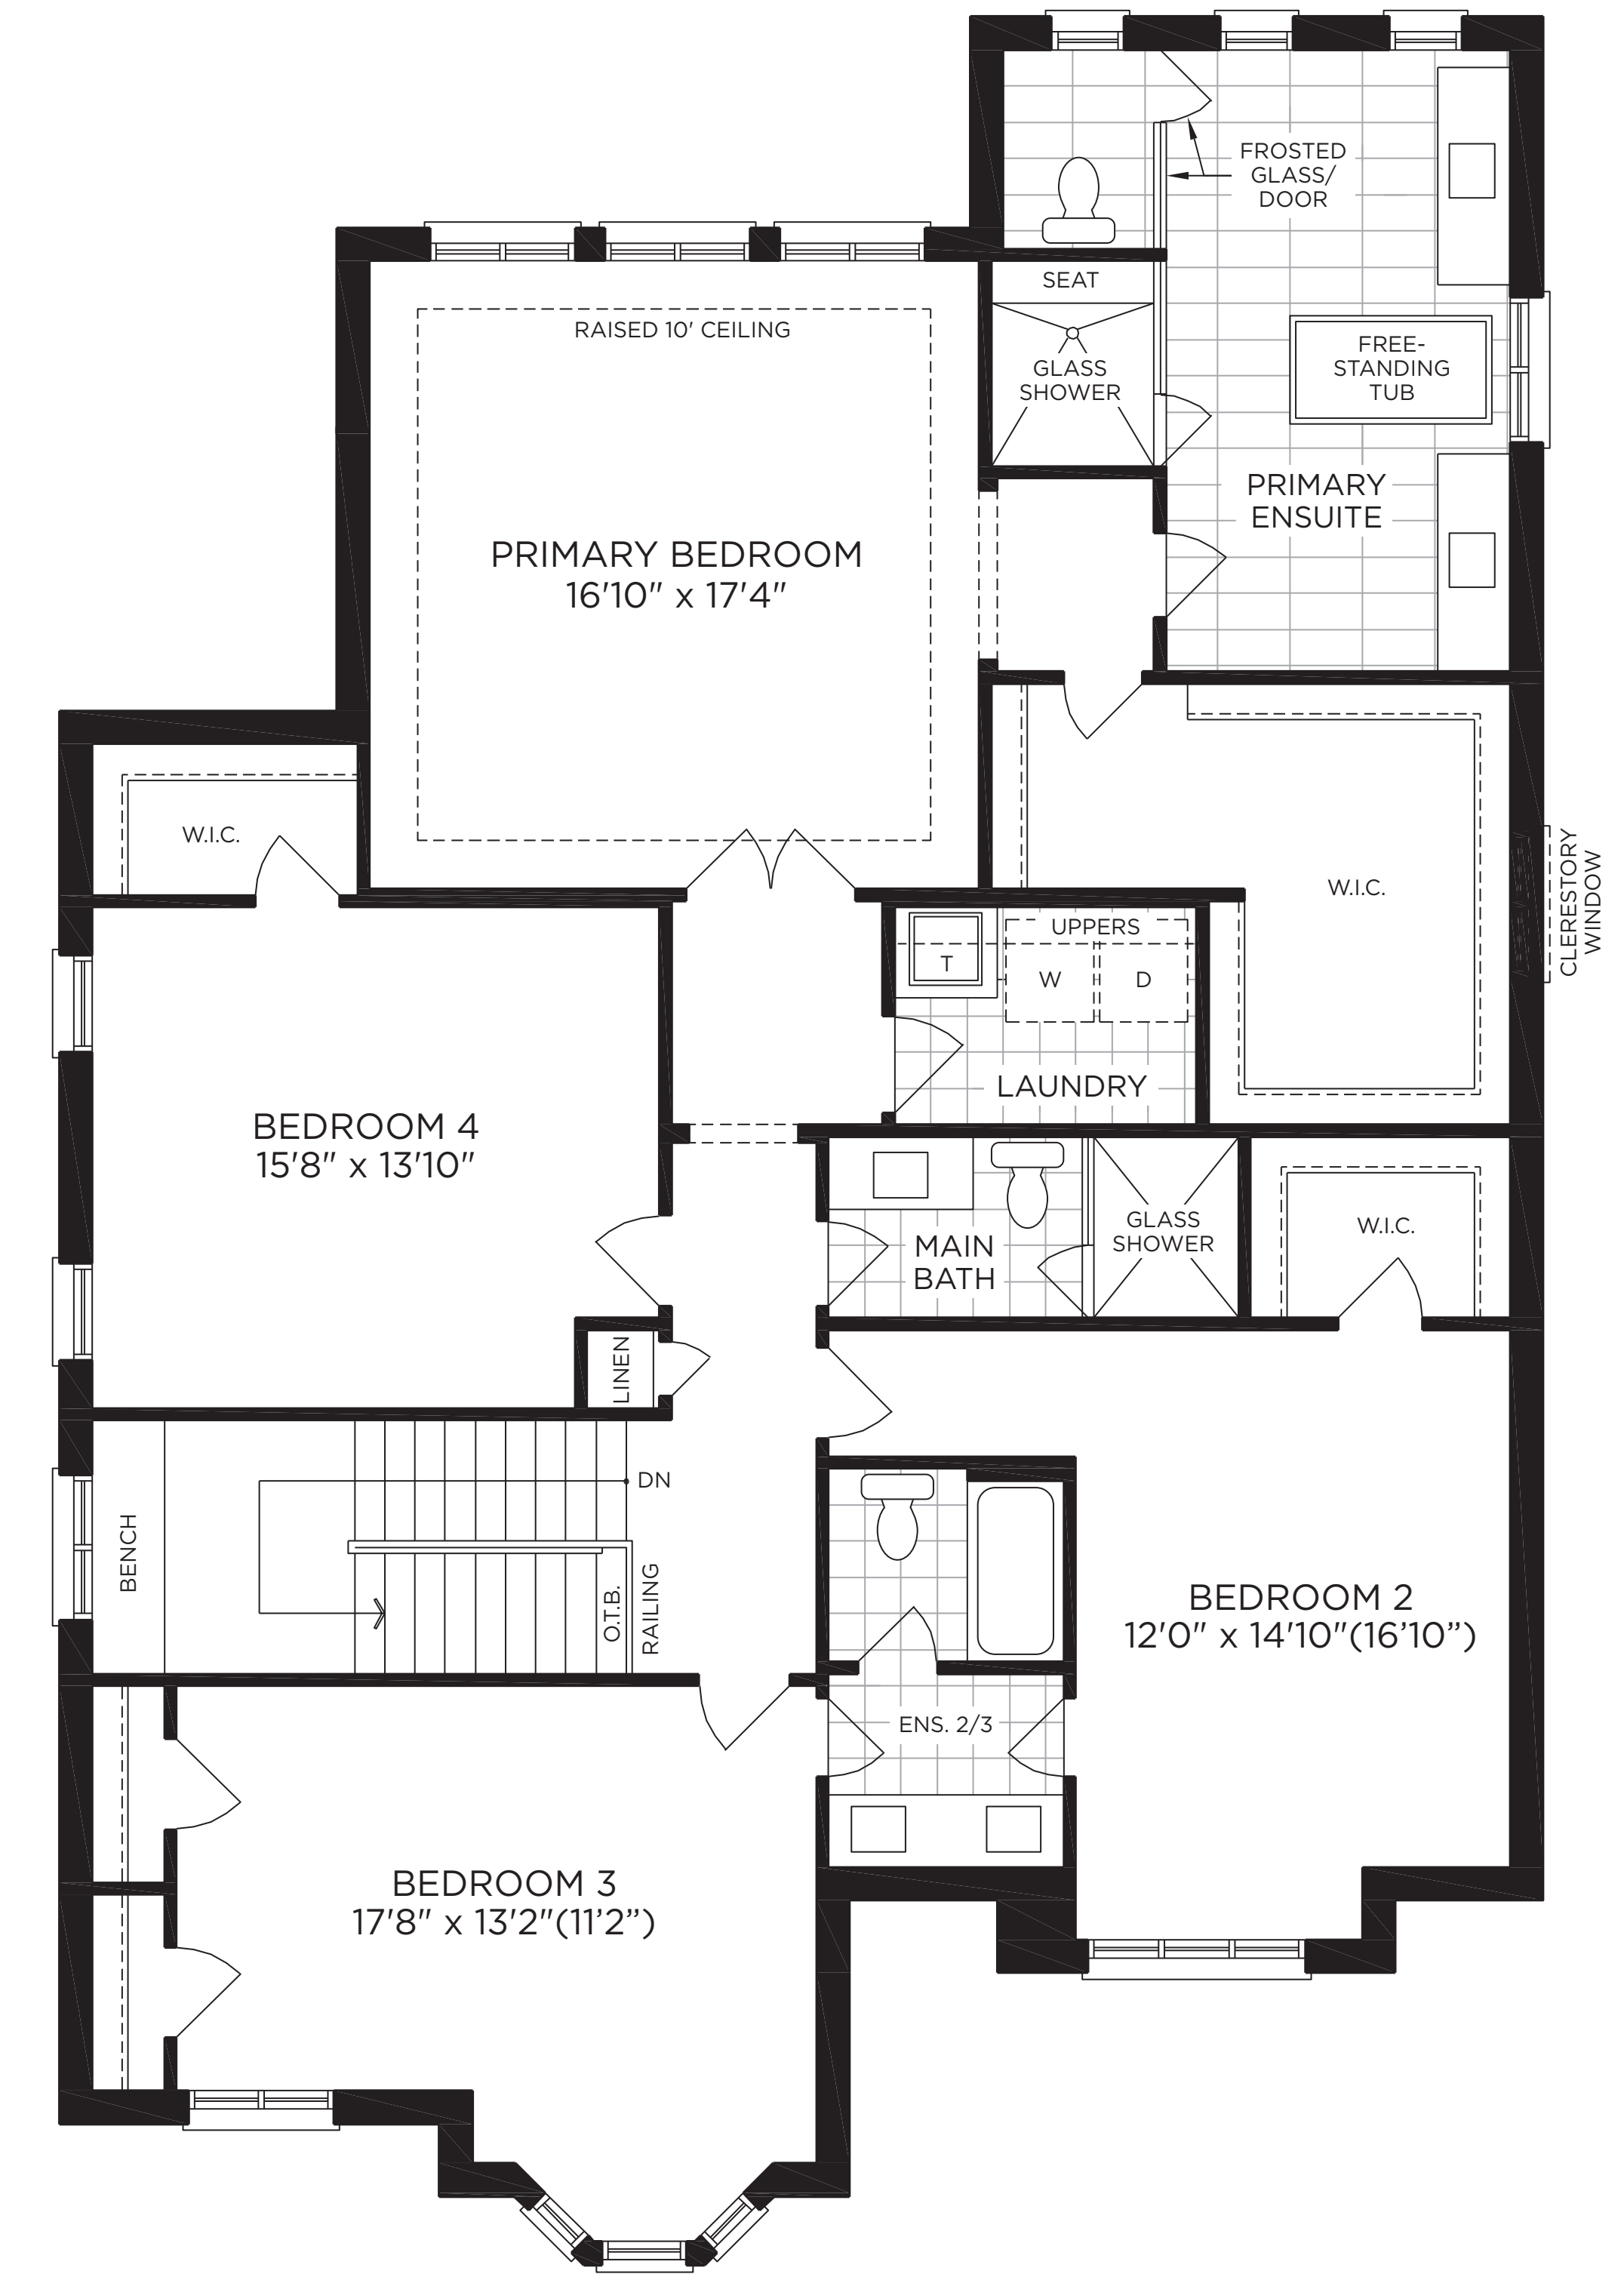 FROSTED
GLASS/
DOOR
SEAT
RAISED 10' CEILING
GLASS
SHOWER
FREE-
STANDING
TUB
PRIMARY
ENSUITE
PRIMARY BEDROOM
16'10" x 17'4"
W.I.C.
W.I.C.
CLERESTORY
WINDOW
UPPERS
T
W
D
LAUNDRY
BEDROOM 4
15'8" x 13'10"
MAIN
BATH
GLASS
SHOWER
W.I.C.
LINEN
DN
BENCH
O.T.B.
RAILING
BEDROOM 2
12'0" x 14'10"(16’10”)
ENS. 2/3
BEDROOM 3
17'8" x 13'2"(11’2”)